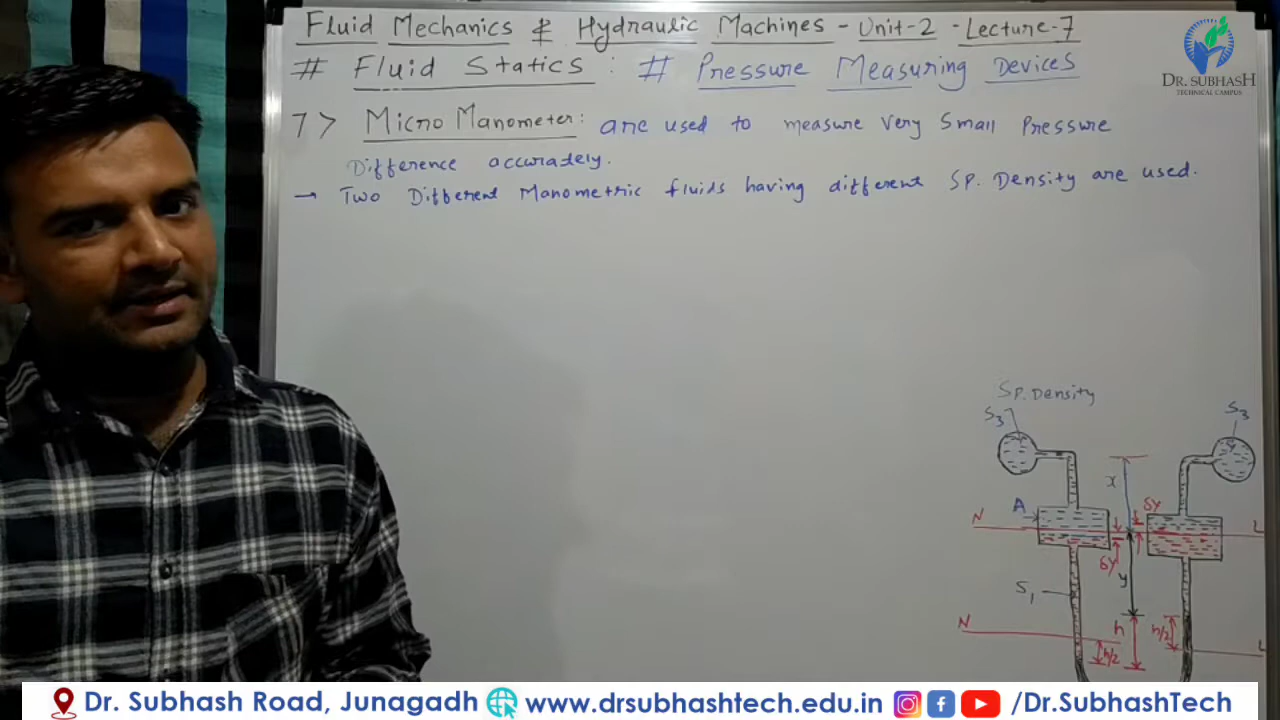 Fluid Mechanics & Hydraulic Machines - Unit-2 - Lecture-7
# Fluid Statics : # Pressure Measuring Devices
DR. SUBHASH
TECHNICAL CAMPUS
7> Micro Manometer: are used to measure very small Pressure
Difference accurately.
→ Two Different Manometric fluids having different Sp. Density are used.
Sp. Density
S3
S3
x
A
δy
N
L
δy
y
S1
N
h
h/2
h/2
L
Dr. Subhash Road, Junagadh www.drsubhashtech.edu.in /Dr.SubhashTech